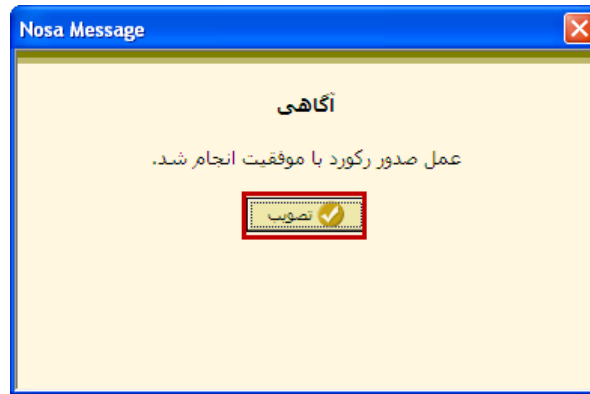 Nosa Message
آگاهی
عمل صدور رکورد با موفقیت انجام شد.
تصویب